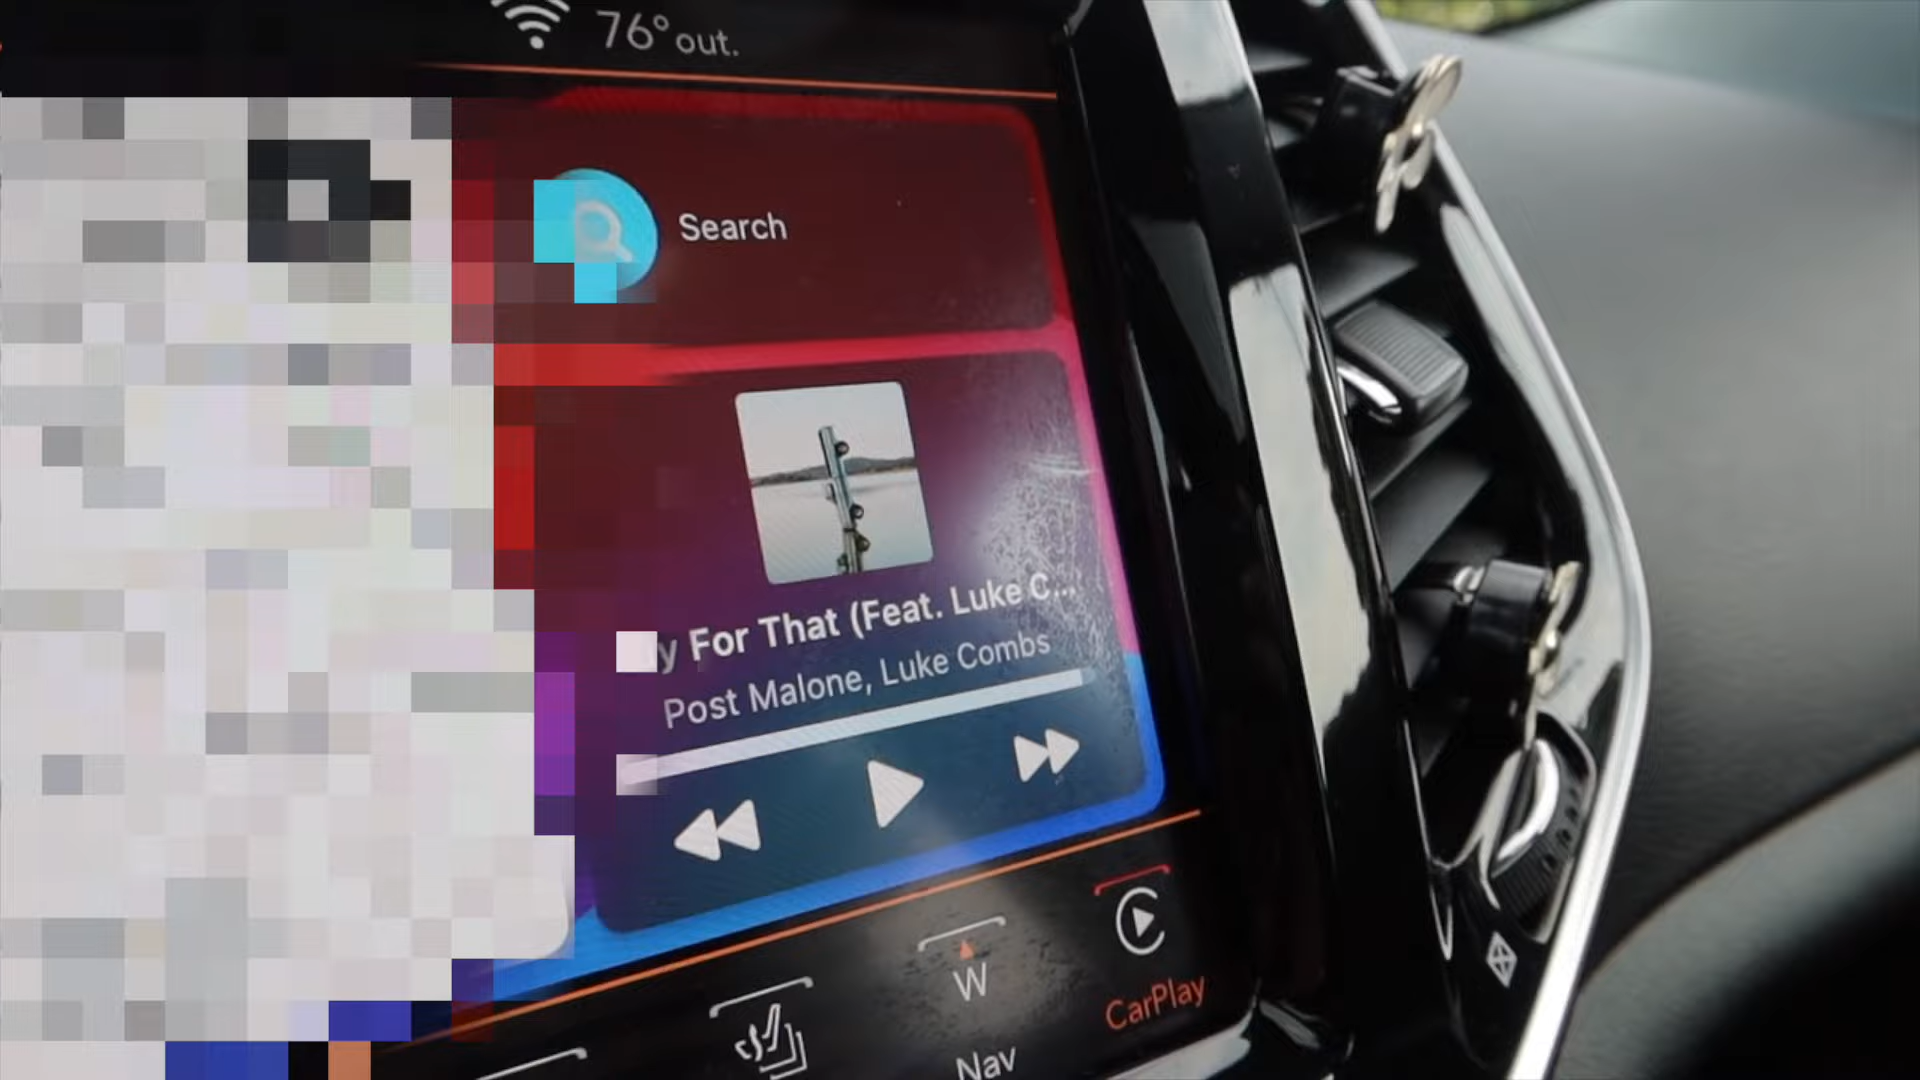 76° out.
Search
y For That (Feat. Luke C...
Post Malone, Luke Combs
W
Nav
CarPlay